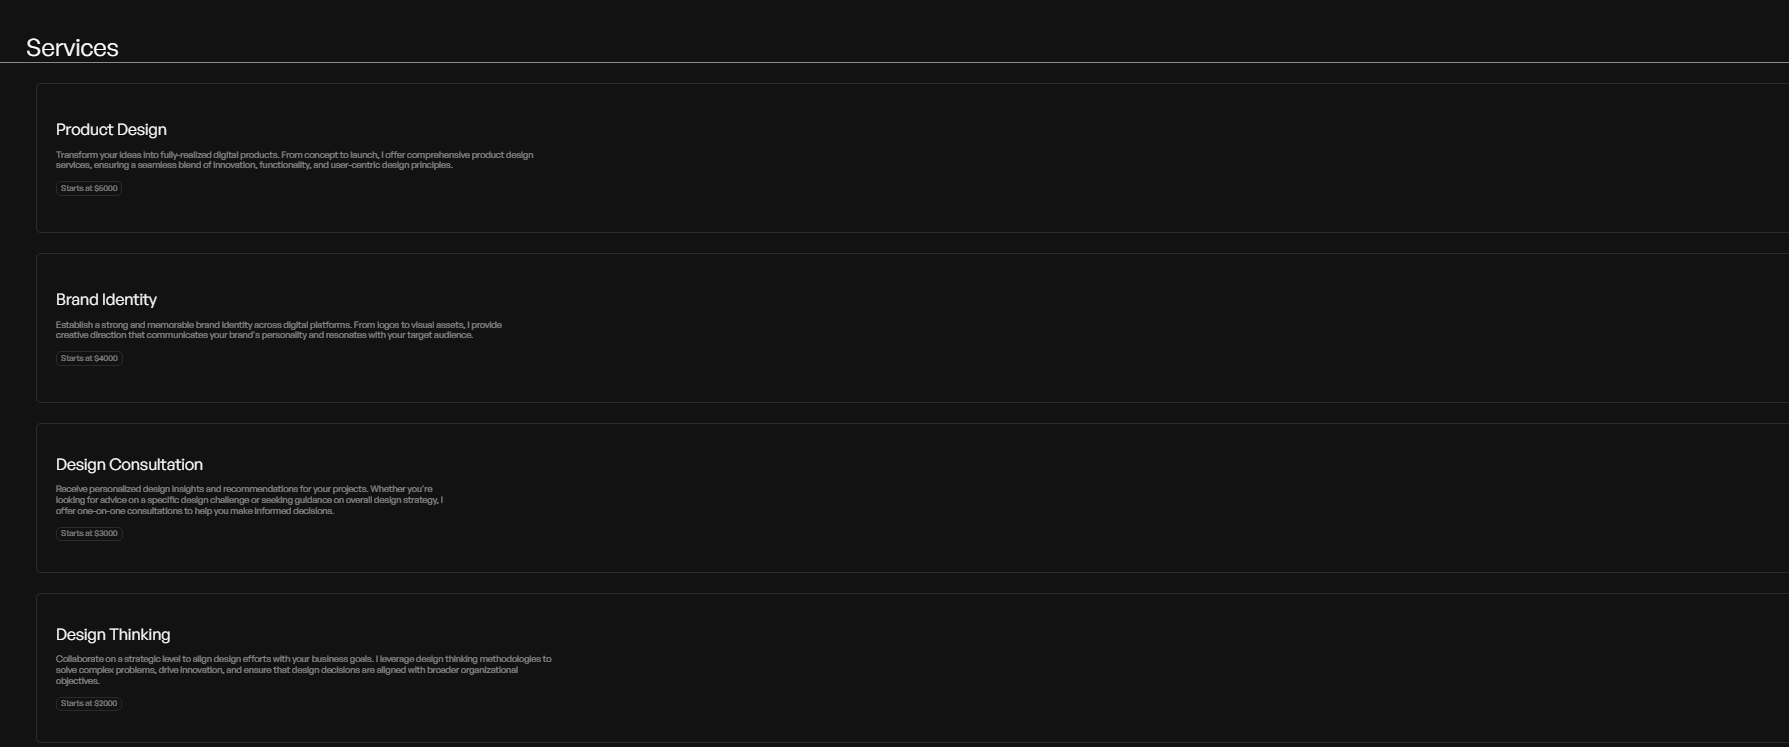 Services
Product Design
Transform your ideas into fully-realized digital products. From concept to launch, I offer comprehensive product design
services, ensuring a seamless blend of innovation, functionality, and user-centric design principles.
Starts at $5000
Brand Identity
Establish a strong and memorable brand identity across digital platforms. From logos to visual assets, I provide
creative direction that communicates your brand's personality and resonates with your target audience.
Starts at $4000
Design Consultation
Receive personalized design insights and recommendations for your projects. Whether you're
looking for advice on a specific design challenge or seeking guidance on overall design strategy, I
offer one-on-one consultations to help you make informed decisions.
Starts at $3000
Design Thinking
Collaborate on a strategic level to align design efforts with your business goals. I leverage design thinking methodologies to
solve complex problems, drive innovation, and ensure that design decisions are aligned with broader organizational
objectives.
Starts at $2000